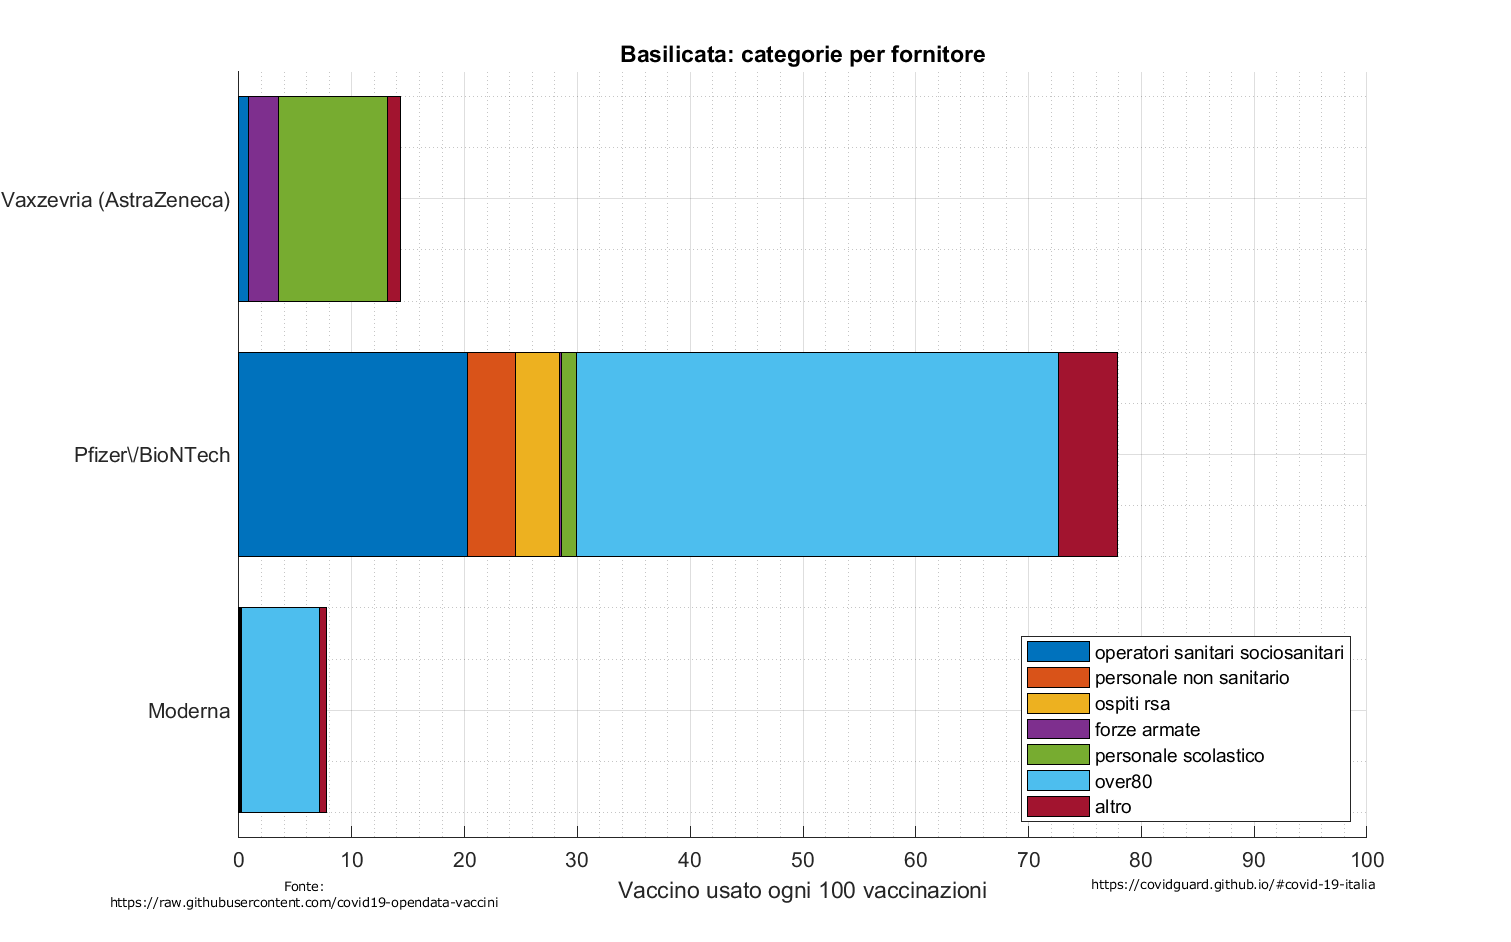 Basilicata: categorie per fornitore
Vaxzevria (AstraZeneca)
Pfizer\/BioNTech
Moderna
operatori sanitari sociosanitari
personale non sanitario
ospiti rsa
forze armate
personale scolastico
over80
altro
0 10 20 30 40 50 60 70 80 90 100
Vaccino usato ogni 100 vaccinazioni
Fonte:
https://raw.githubusercontent.com/covid19-opendata-vaccini
https://covidguard.github.io/#covid-19-italia